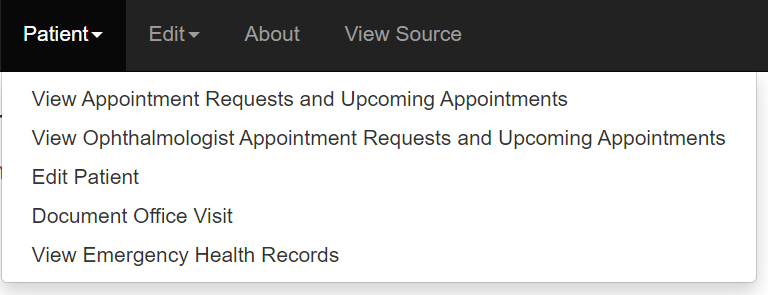 Patient Edit About View Source
View Appointment Requests and Upcoming Appointments
View Ophthalmologist Appointment Requests and Upcoming Appointments
Edit Patient
Document Office Visit
View Emergency Health Records